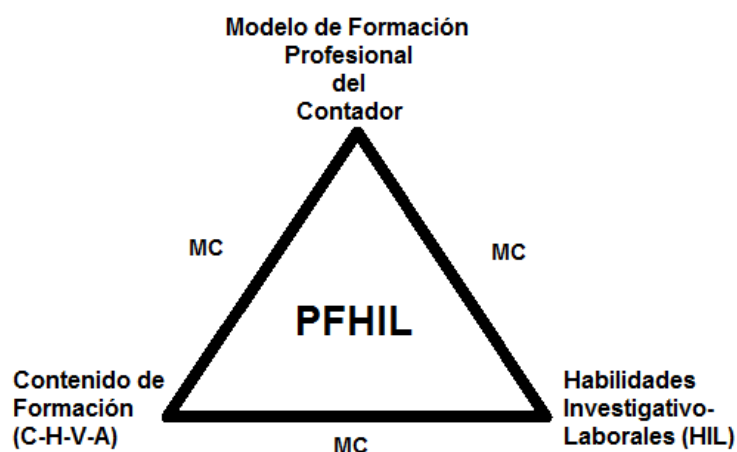 Modelo de Formación
Profesional
del
Contador
MC
MC
PFHIL
Contenido de
Formación
(C-H-V-A)
Habilidades
Investigativo-
Laborales (HIL)
MC